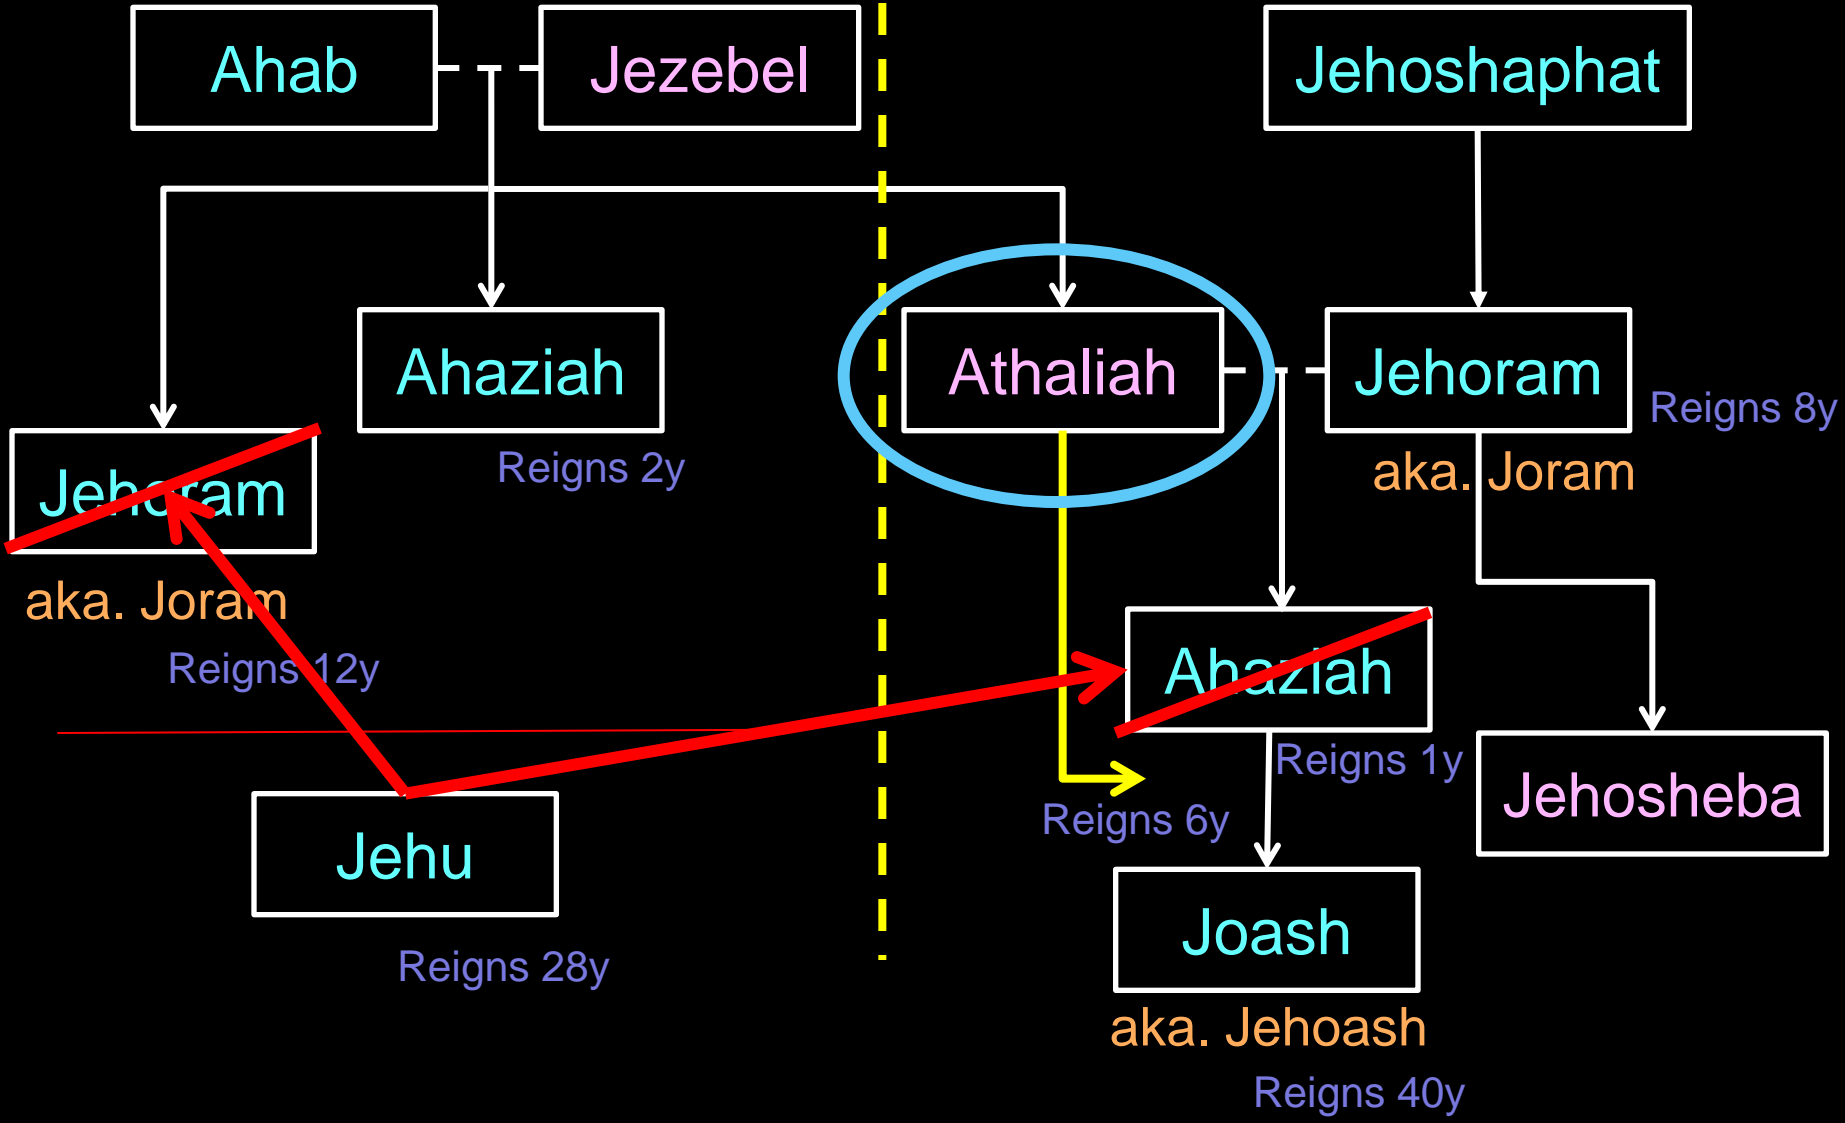 Ahab
Jezebel
Jehoshaphat
Ahaziah
Reigns 2y
Athaliah
Jehoram
Reigns 8y
aka. Joram
Jehoram
aka. Joram
Reigns 12y
Ahaziah
Reigns 1y
Jehosheba
Reigns 6y
Jehu
Reigns 28y
Joash
aka. Jehoash
Reigns 40y